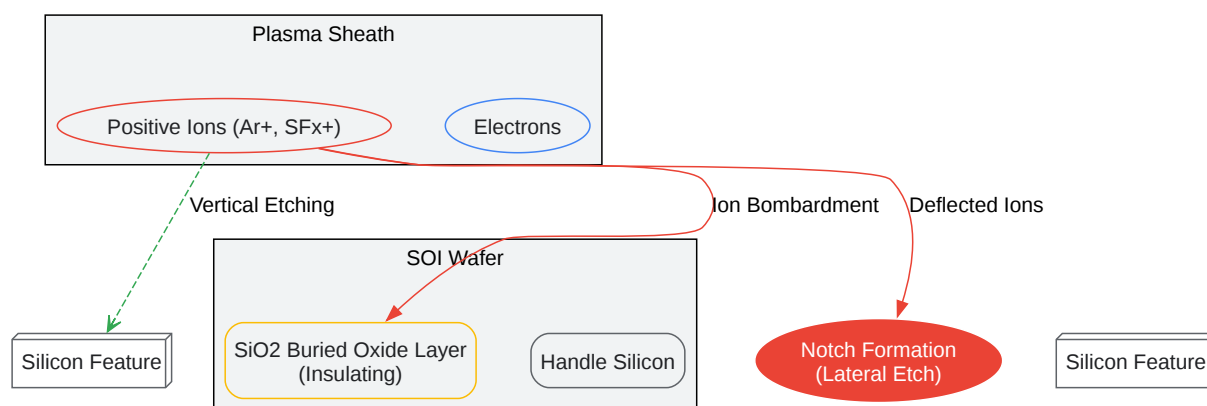 Plasma Sheath
Positive Ions (Ar+, SFx+)
Electrons
Vertical Etching
Ion Bombardment
Deflected Ions
SOI Wafer
Silicon Feature
SiO2 Buried Oxide Layer
(Insulating)
Handle Silicon
Notch Formation
(Lateral Etch)
Silicon Feature